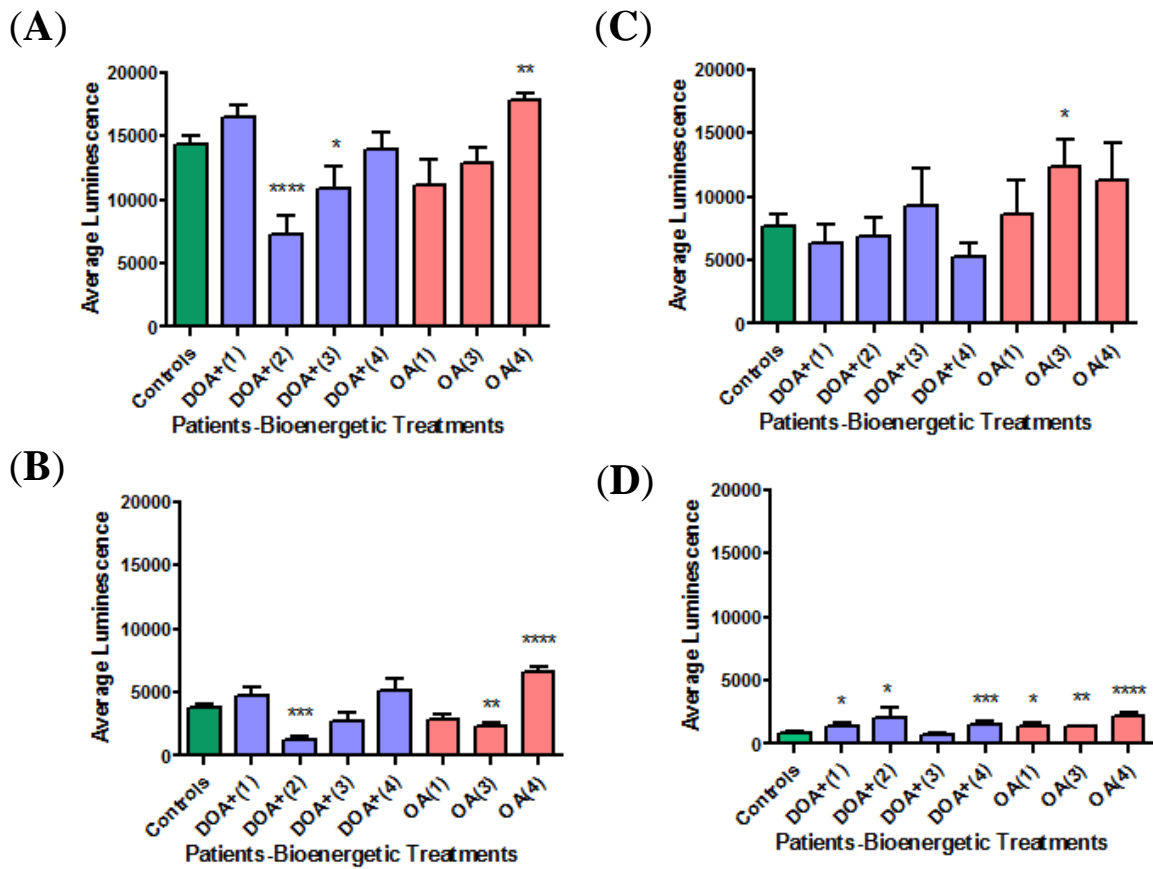 (A)
Average Luminescence
20000
15000
10000
5000
0
****
*
**
Controls
DOA+(1)
DOA+(2)
DOA+(3)
DOA+(4)
OA(1)
OA(3)
OA(4)
Patients-Bioenergetic Treatments
(B)
Average Luminescence
20000
15000
10000
5000
0
***
**
****
Controls
DOA+(1)
DOA+(2)
DOA+(3)
DOA+(4)
OA(1)
OA(3)
OA(4)
Patients-Bioenergetic Treatments
(C)
Average Luminescence
20000
15000
10000
5000
0
*
Controls
DOA+(1)
DOA+(2)
DOA+(3)
DOA+(4)
OA(1)
OA(3)
OA(4)
Patients-Bioenergetic Treatments
(D)
Average Luminescence
20000
15000
10000
5000
0
*
*
***
*
**
****
Controls
DOA+(1)
DOA+(2)
DOA+(3)
DOA+(4)
OA(1)
OA(3)
OA(4)
Patients-Bioenergetic Treatments